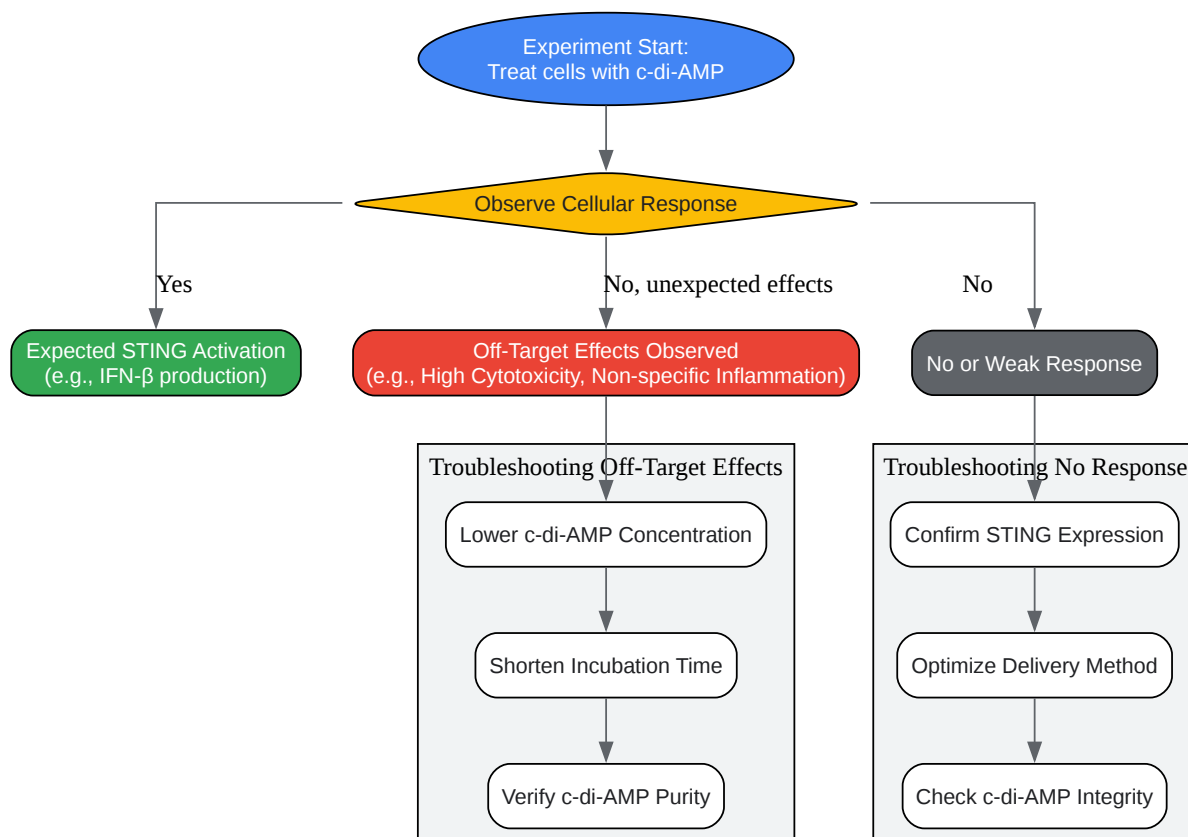 Experiment Start:
Treat cells with c-di-AMP
Observe Cellular Response
Yes
No, unexpected effects
No
Expected STING Activation
(e.g., IFN-β production)
Off-Target Effects Observed
(e.g., High Cytotoxicity, Non-specific Inflammation)
No or Weak Response
Troubleshooting Off-Target Effects
Lower c-di-AMP Concentration
Shorten Incubation Time
Verify c-di-AMP Purity
Troubleshooting No Response
Confirm STING Expression
Optimize Delivery Method
Check c-di-AMP Integrity